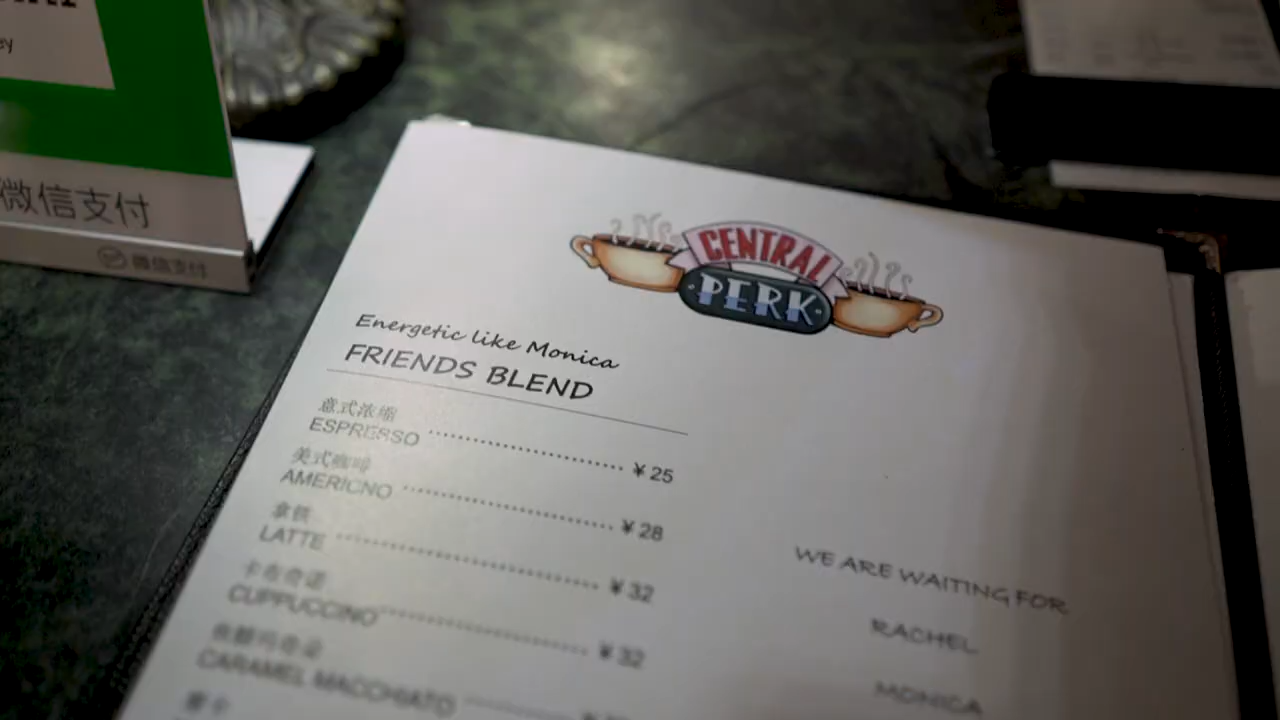 微信支付
微信支付
CENTRAL
PERK
Energetic like Monica
FRIENDS BLEND
意式浓缩
ESPRESSO ¥25
美式咖啡
AMERICNO ¥28
拿铁
LATTE ¥32
卡布奇诺
CUPPUCCINO ¥32
焦糖玛奇朵
CARAMEL MACCHIATO
摩卡
WE ARE WAITING FOR
RACHEL
MONICA